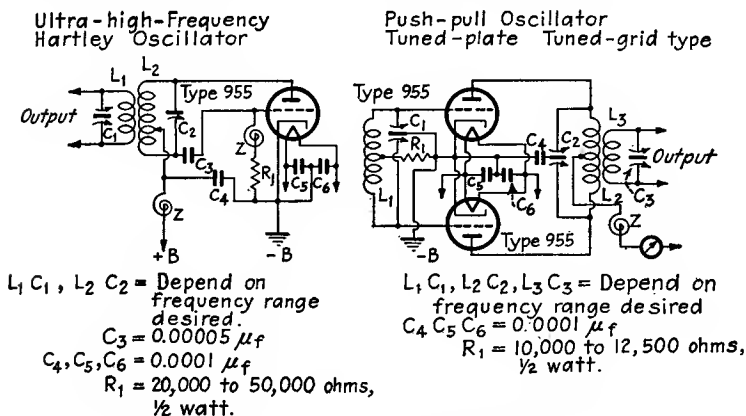 Ultra-high-Frequency
Hartley Oscillator
L1
L2
Type 955
Output
C1
C2
C3
Z
R1
C4
C5
C6
Z
+B
-B
L1 C1, L2 C2 = Depend on
frequency range
desired.
C3 = 0.00005 μf
C4, C5, C6 = 0.0001 μf
R1 = 20,000 to 50,000 ohms,
1/2 watt.
Push-pull Oscillator
Tuned-plate Tuned-grid type
Type 955
C1
R1
L1
C4
C2
L3
Output
C5
C6
C3
L2
Z
-B
Type 955
L1 C1, L2 C2, L3 C3 = Depend on
frequency range desired
C4 C5 C6 = 0.0001 μf
R1 = 10,000 to 12,500 ohms,
1/2 watt.